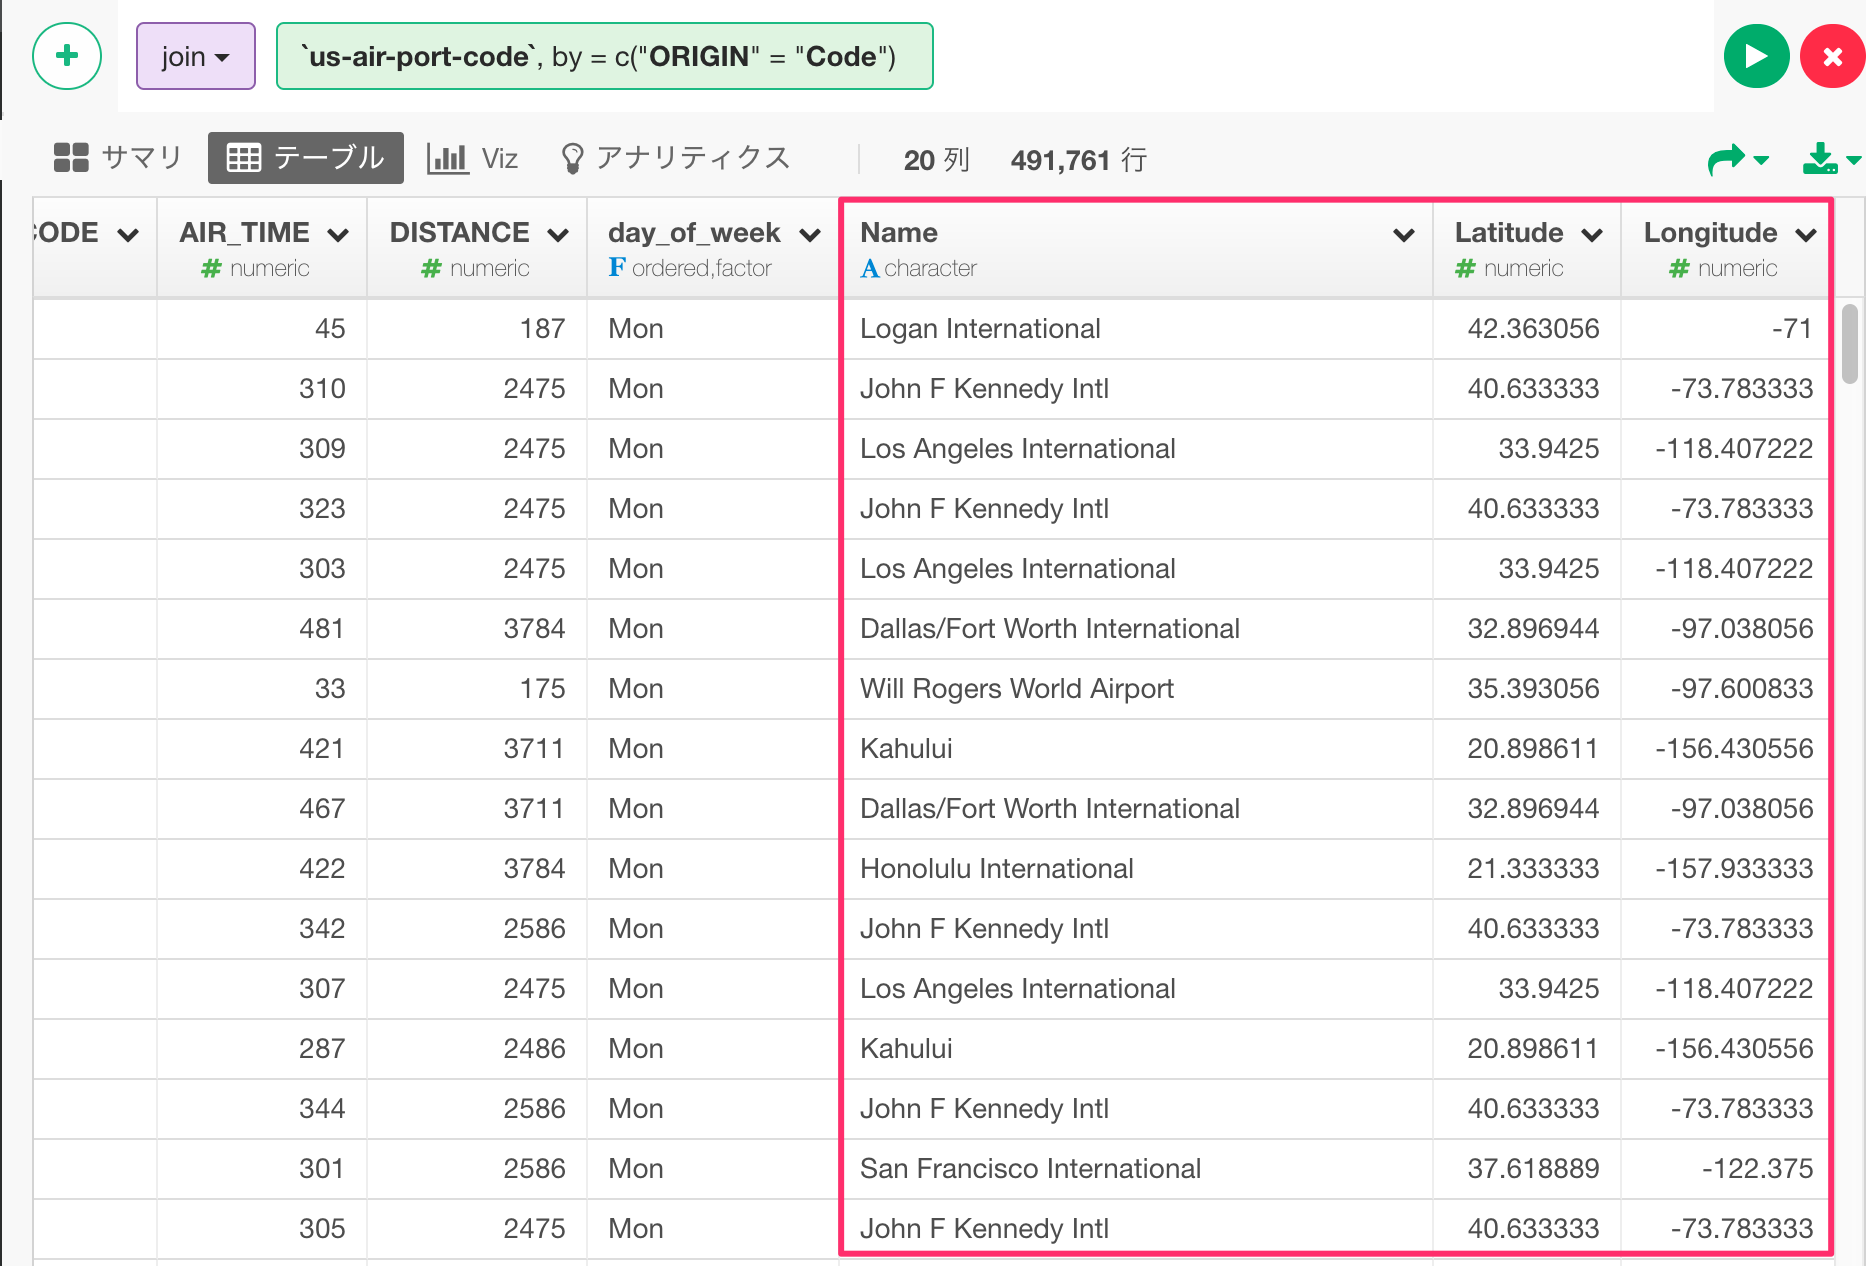 join `us-air-port-code`, by = c("ORIGIN" = "Code")
サマリ テーブル Viz アナリティクス 20 列 491,761 行
CODE AIR_TIME DISTANCE day_of_week Name Latitude Longitude
# numeric # numeric F ordered,factor A character # numeric # numeric
45 187 Mon Logan International 42.363056 -71
310 2475 Mon John F Kennedy Intl 40.633333 -73.783333
309 2475 Mon Los Angeles International 33.9425 -118.407222
323 2475 Mon John F Kennedy Intl 40.633333 -73.783333
303 2475 Mon Los Angeles International 33.9425 -118.407222
481 3784 Mon Dallas/Fort Worth International 32.896944 -97.038056
33 175 Mon Will Rogers World Airport 35.393056 -97.600833
421 3711 Mon Kahului 20.898611 -156.430556
467 3711 Mon Dallas/Fort Worth International 32.896944 -97.038056
422 3784 Mon Honolulu International 21.333333 -157.933333
342 2586 Mon John F Kennedy Intl 40.633333 -73.783333
307 2475 Mon Los Angeles International 33.9425 -118.407222
287 2486 Mon Kahului 20.898611 -156.430556
344 2586 Mon John F Kennedy Intl 40.633333 -73.783333
301 2586 Mon San Francisco International 37.618889 -122.375
305 2475 Mon John F Kennedy Intl 40.633333 -73.783333